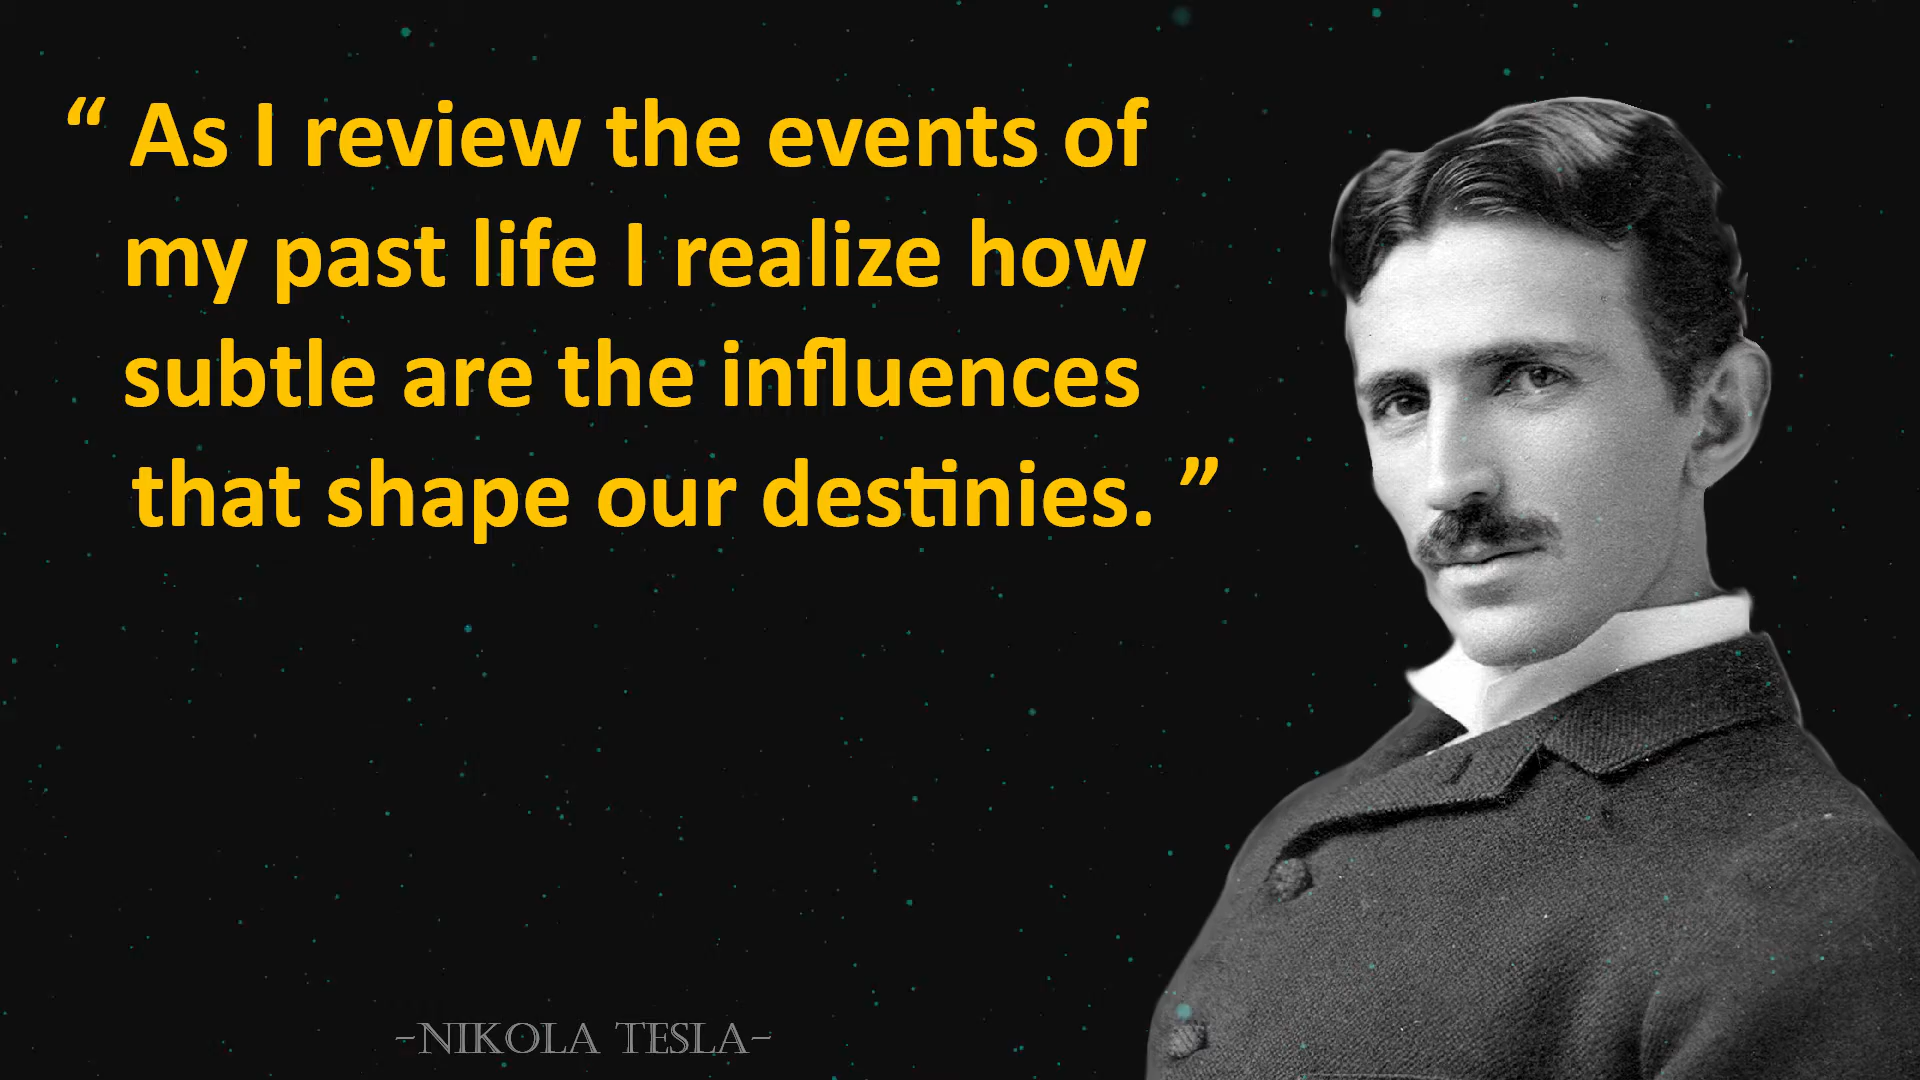 “ As I review the events of
my past life I realize how
subtle are the influences
that shape our destinies. ”
-NIKOLA TESLA-